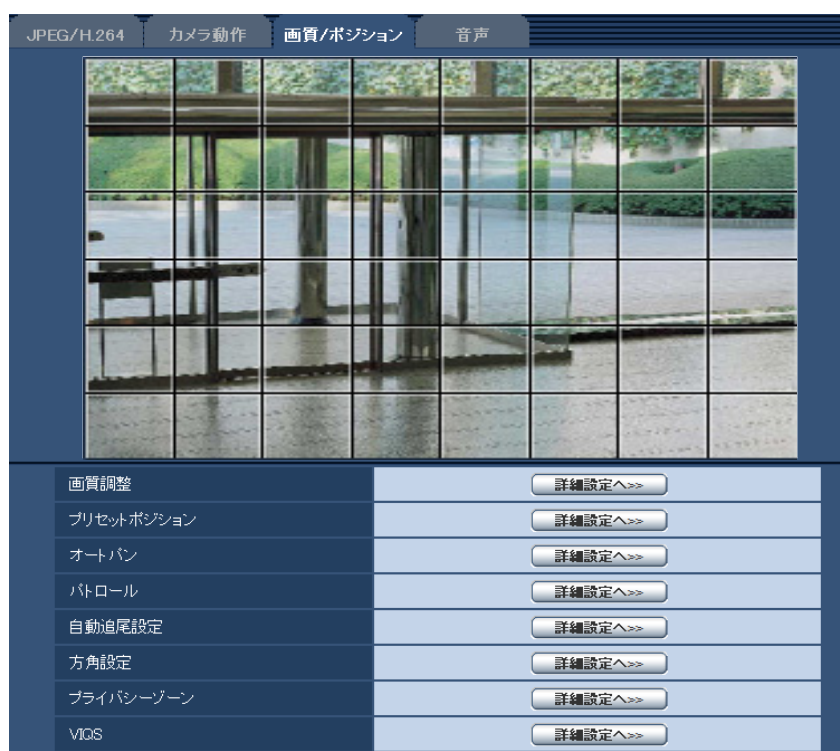 JPEG/H.264 カメラ動作 画質/ポジション 音声
画質調整 詳細設定へ>>
プリセットポジション 詳細設定へ>>
オートパン 詳細設定へ>>
パトロール 詳細設定へ>>
自動追尾設定 詳細設定へ>>
方角設定 詳細設定へ>>
プライバシーゾーン 詳細設定へ>>
VIQS 詳細設定へ>>